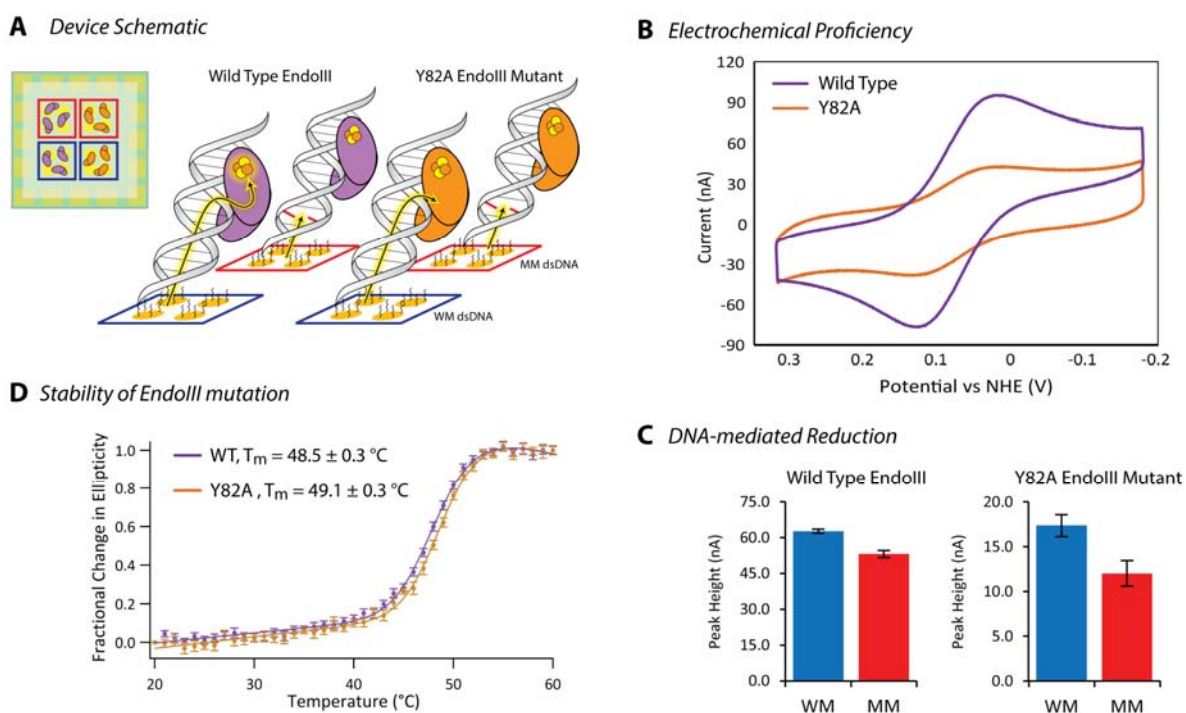 A Device Schematic
Wild Type EndoIII
Y82A EndoIII Mutant
MM dsDNA
WM dsDNA
B Electrochemical Proficiency
120
90
60
30
0
-30
-60
-90
Current (nA)
Wild Type
Y82A
0.3 0.2 0.1 0 -0.1 -0.2
Potential vs NHE (V)
D Stability of EndoIII mutation
1.0
0.8
0.6
0.4
0.2
0.0
Fractional Change in Ellipticity
WT, Tm = 48.5 ± 0.3 °C
Y82A , Tm = 49.1 ± 0.3 °C
20 30 40 50 60
Temperature (°C)
C DNA-mediated Reduction
Wild Type EndoIII
75.0
60.0
45.0
30.0
15.0
0.0
Peak Height (nA)
WM MM
Y82A EndoIII Mutant
20.0
15.0
10.0
5.0
0.0
Peak Height (nA)
WM MM